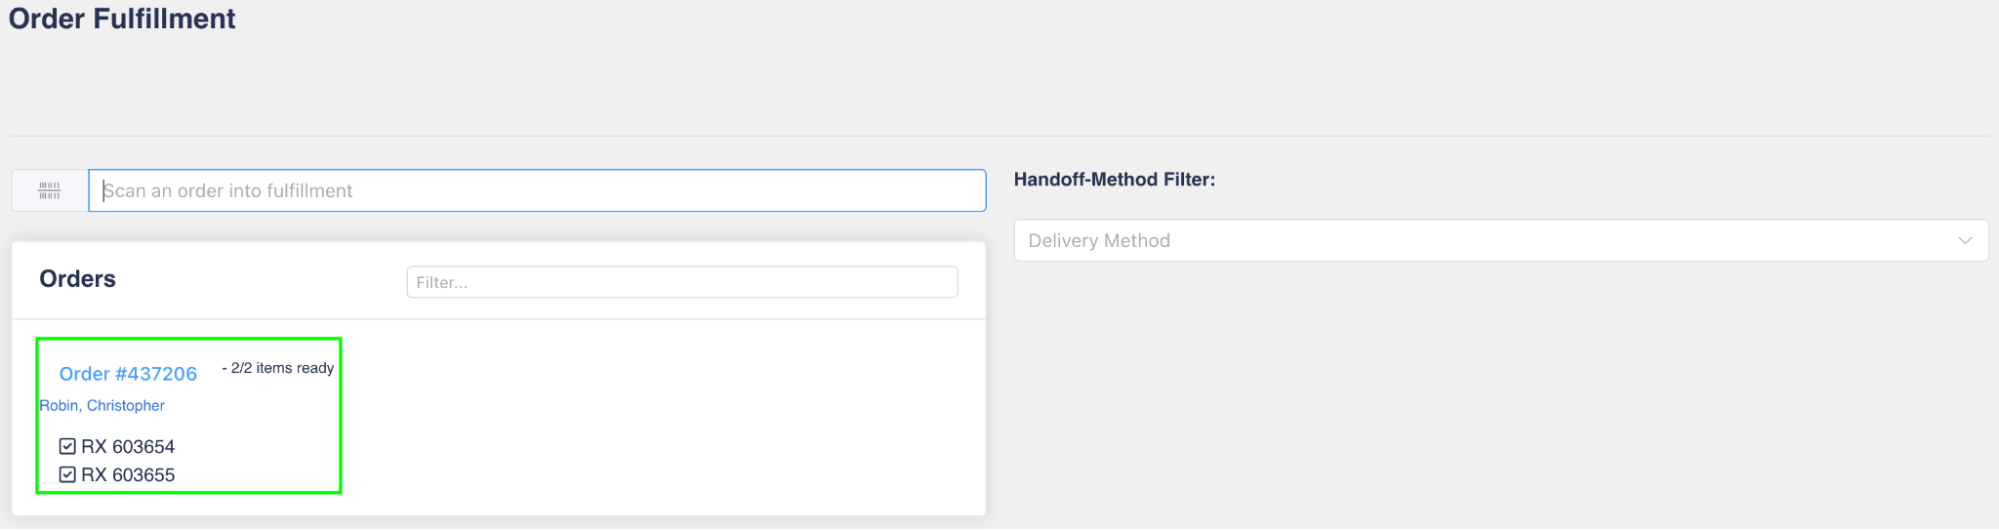 Order Fulfillment
Scan an order into fulfillment
Handoff-Method Filter:
Delivery Method
Orders
Filter...
Order #437206 - 2/2 items ready
Robin, Christopher
RX 603654
RX 603655